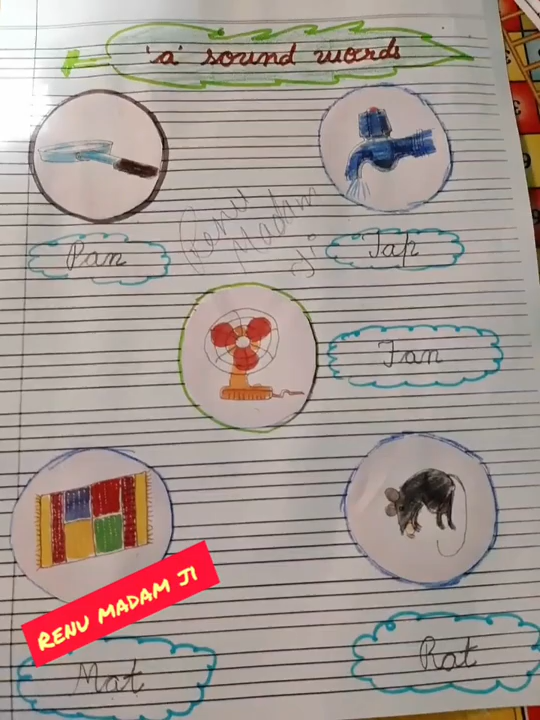 'a' sound words
Pan
Renu
Madam
Ji
Tap
Fan
RENU MADAM JI
Mat
Rat